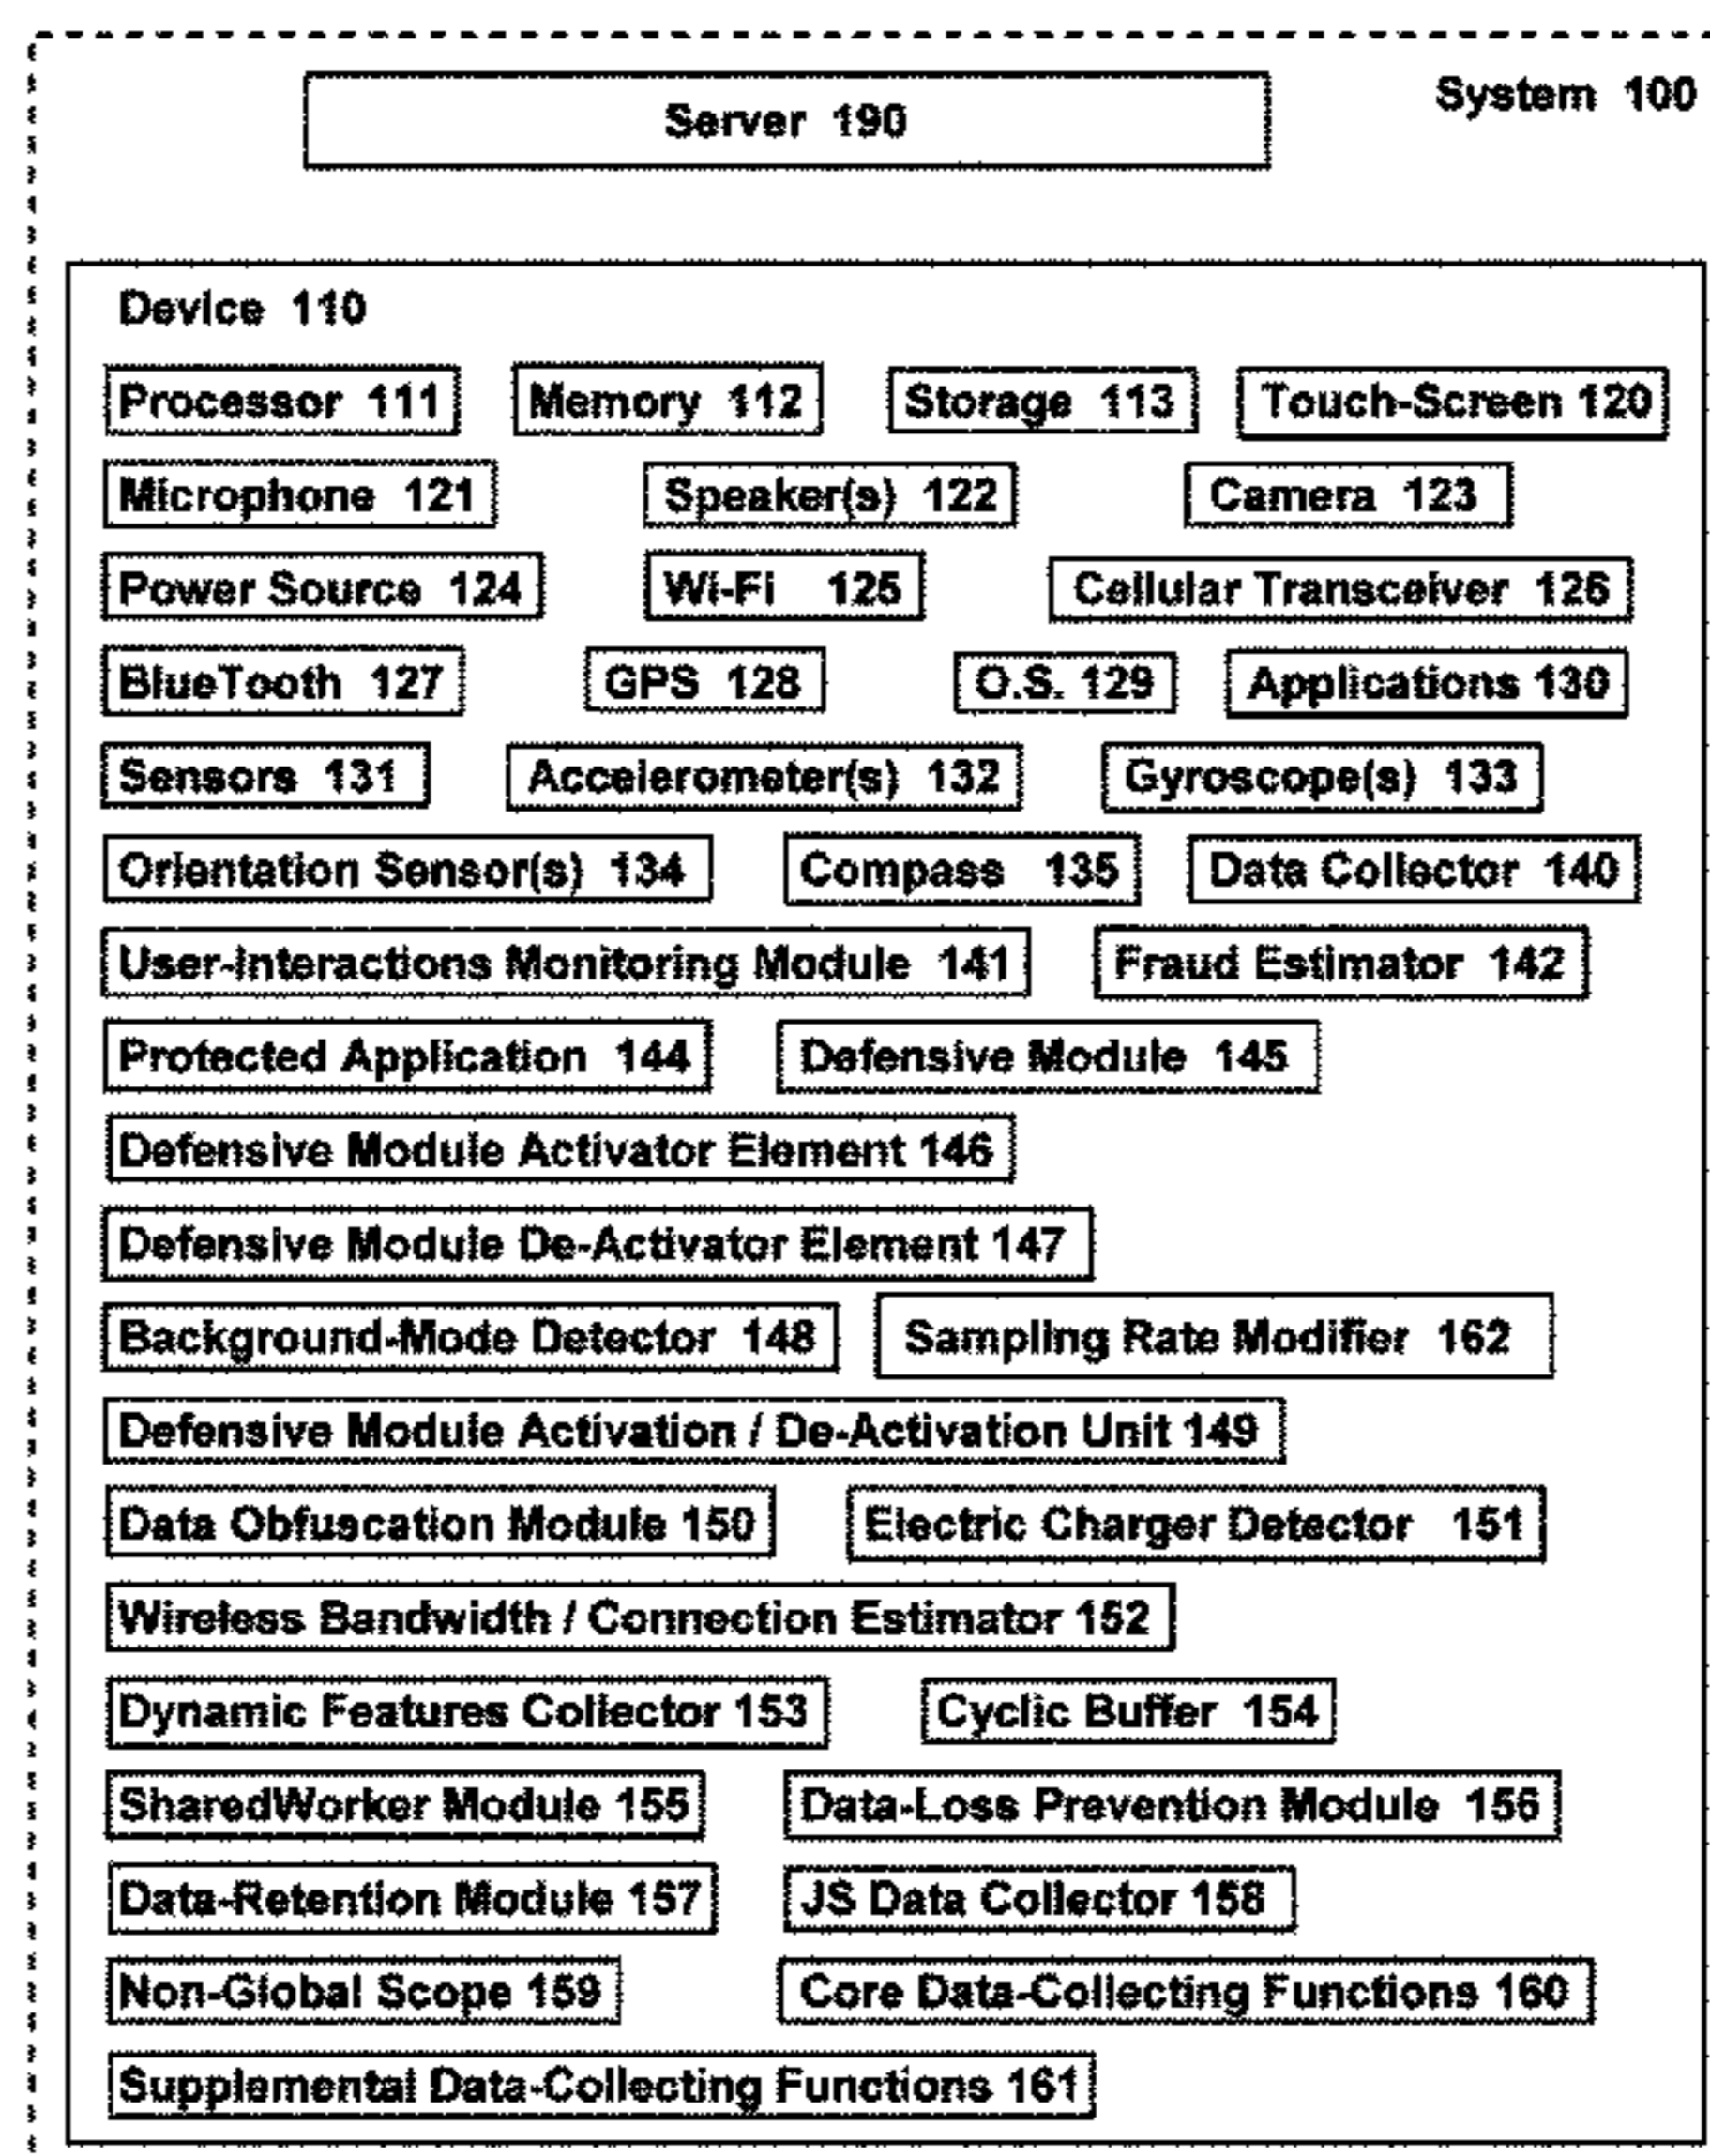 System 100
Server 190
Device 110
Processor 111 Memory 112 Storage 113 Touch-Screen 120
Microphone 121 Speaker(s) 122 Camera 123
Power Source 124 Wi-Fi 125 Cellular Transceiver 126
BlueTooth 127 GPS 128 O.S. 129 Applications 130
Sensors 131 Accelerometer(s) 132 Gyroscope(s) 133
Orientation Sensor(s) 134 Compass 135 Data Collector 140
User-Interactions Monitoring Module 141 Fraud Estimator 142
Protected Application 144 Defensive Module 145
Defensive Module Activator Element 146
Defensive Module De-Activator Element 147
Background-Mode Detector 148 Sampling Rate Modifier 162
Defensive Module Activation / De-Activation Unit 149
Data Obfuscation Module 150 Electric Charger Detector 151
Wireless Bandwidth / Connection Estimator 152
Dynamic Features Collector 153 Cyclic Buffer 154
SharedWorker Module 155 Data-Loss Prevention Module 156
Data-Retention Module 157 JS Data Collector 158
Non-Global Scope 159 Core Data-Collecting Functions 160
Supplemental Data-Collecting Functions 161